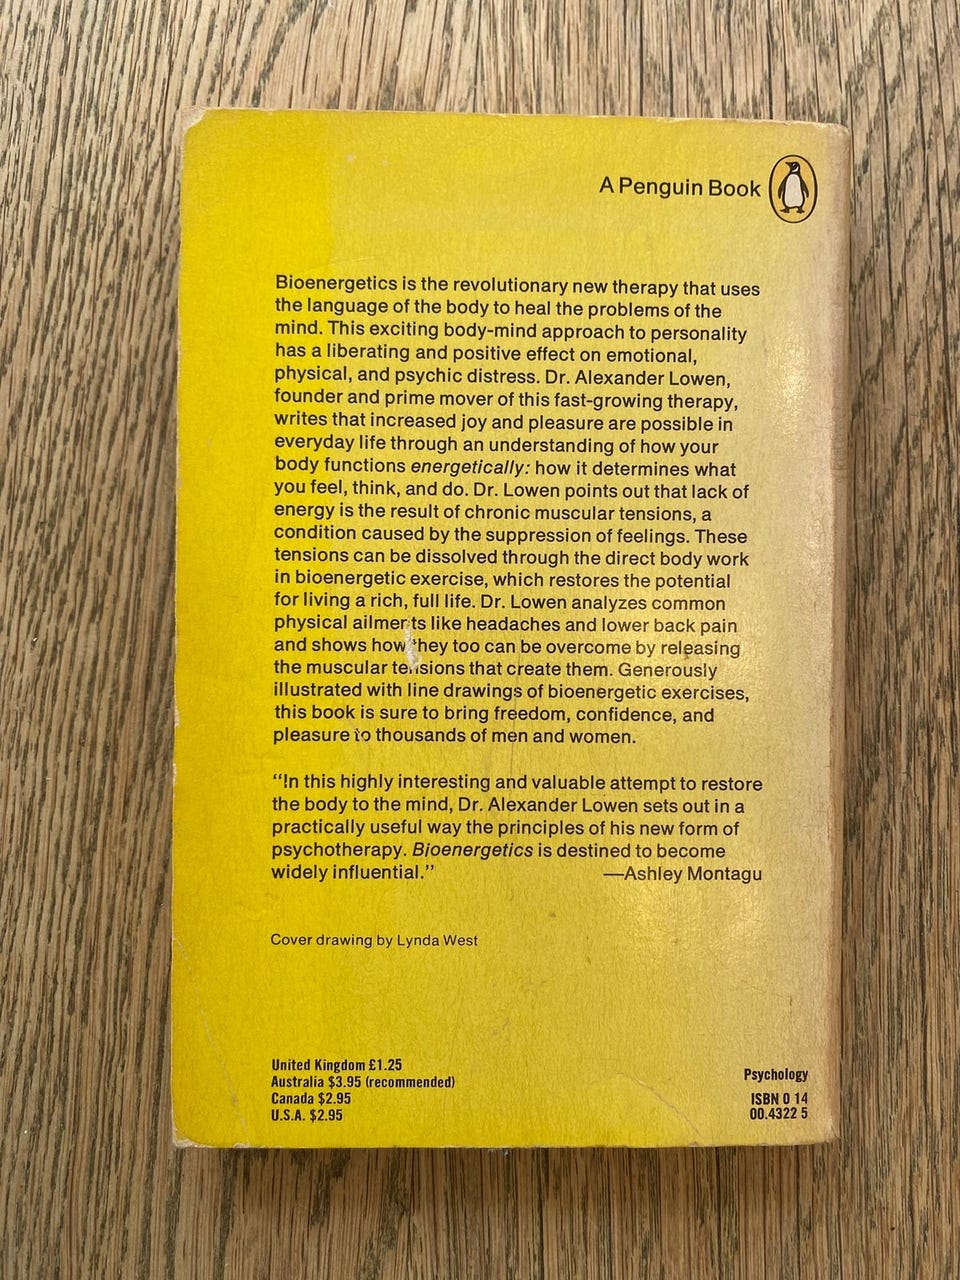 A Penguin Book
Bioenergetics is the revolutionary new therapy that uses
the language of the body to heal the problems of the
mind. This exciting body-mind approach to personality
has a liberating and positive effect on emotional,
physical, and psychic distress. Dr. Alexander Lowen,
founder and prime mover of this fast-growing therapy,
writes that increased joy and pleasure are possible in
everyday life through an understanding of how your
body functions energetically: how it determines what
you feel, think, and do. Dr. Lowen points out that lack of
energy is the result of chronic muscular tensions, a
condition caused by the suppression of feelings. These
tensions can be dissolved through the direct body work
in bioenergetic exercise, which restores the potential
for living a rich, full life. Dr. Lowen analyzes common
physical ailments like headaches and lower back pain
and shows how they too can be overcome by releasing
the muscular tensions that create them. Generously
illustrated with line drawings of bioenergetic exercises,
this book is sure to bring freedom, confidence, and
pleasure to thousands of men and women.
“In this highly interesting and valuable attempt to restore
the body to the mind, Dr. Alexander Lowen sets out in a
practically useful way the principles of his new form of
psychotherapy. Bioenergetics is destined to become
widely influential.” —Ashley Montagu
Cover drawing by Lynda West
United Kingdom £1.25
Australia $3.95 (recommended)
Canada $2.95
U.S.A. $2.95
Psychology
ISBN 0 14
00.4322 5